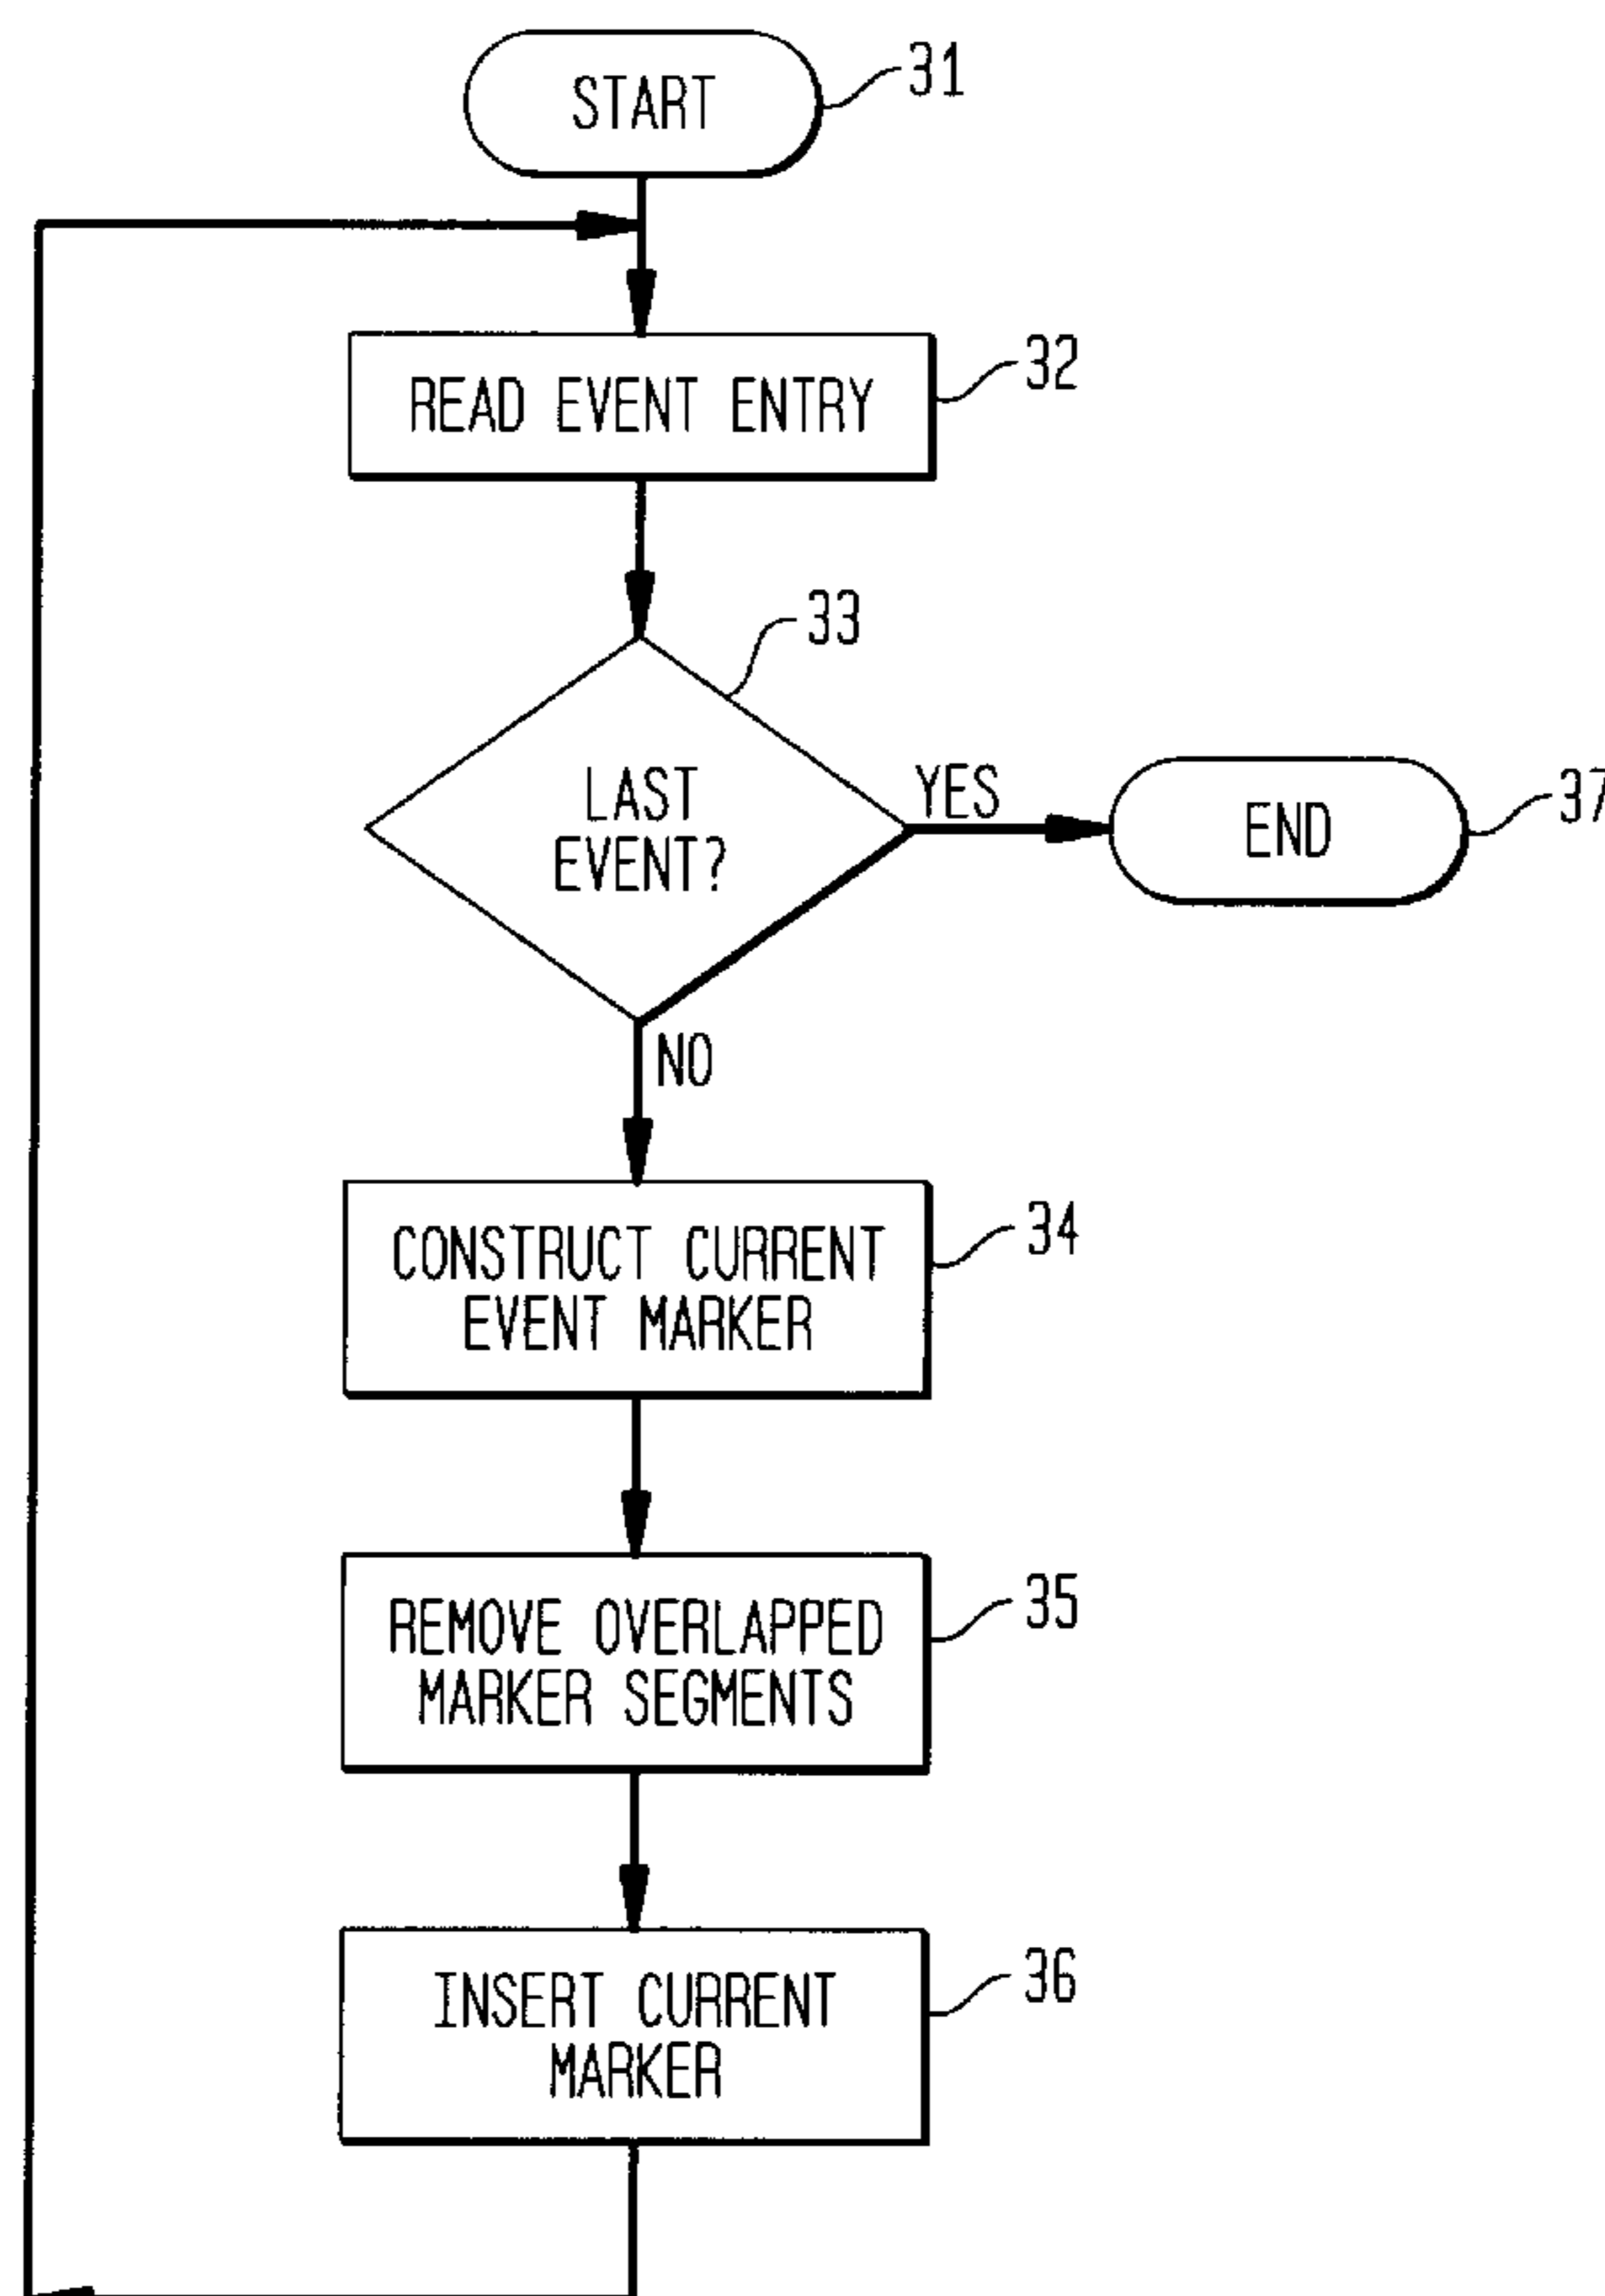 START
31
READ EVENT ENTRY
32
33
LAST
EVENT?
YES
END
37
NO
CONSTRUCT CURRENT
EVENT MARKER
34
REMOVE OVERLAPPED
MARKER SEGMENTS
35
INSERT CURRENT
MARKER
36